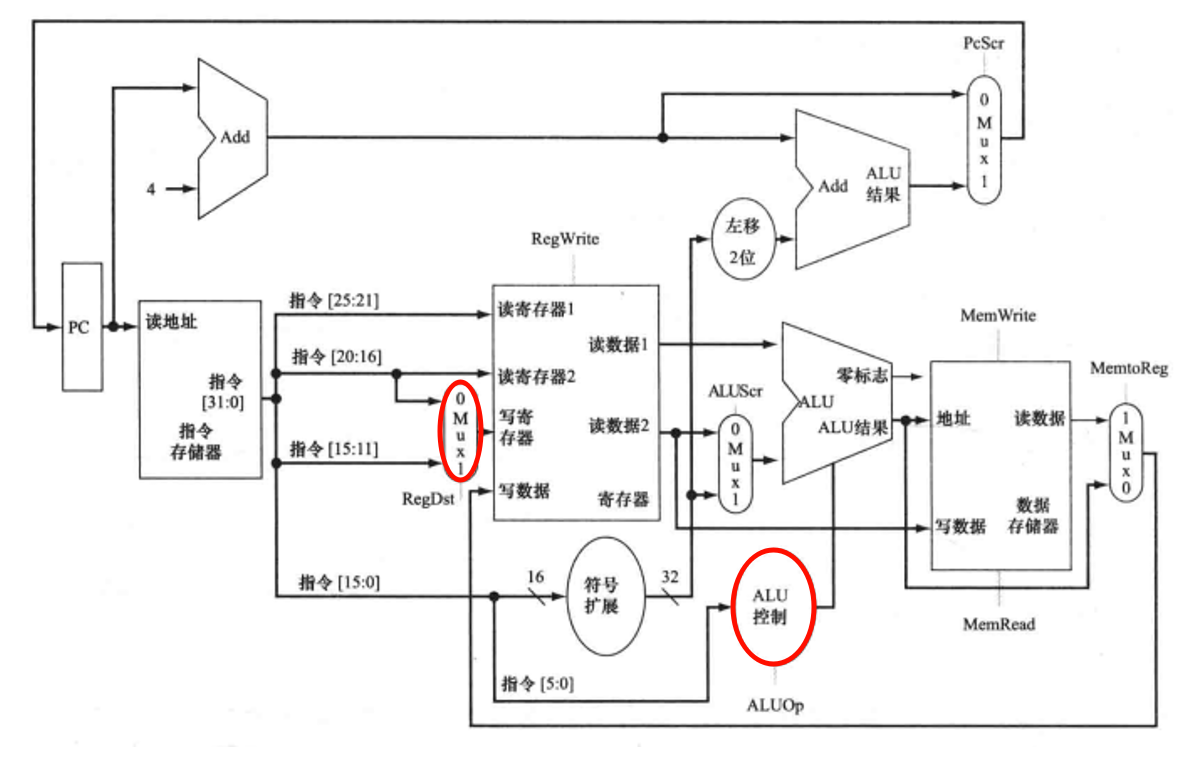 PcScr
0
M
u
x
1
Add
4
Add
ALU
结果
左移
2位
RegWrite
PC
读地址
指令
[31:0]
指令
存储器
指令 [25:21]
指令 [20:16]
指令 [15:11]
0
M
u
x
1
RegDst
读寄存器1
读寄存器2
写寄
存器
写数据
读数据1
读数据2
寄存器
ALUScr
0
M
u
x
1
零标志
ALU
ALU结果
MemWrite
地址
读数据
数据
存储器
写数据
MemRead
MemtoReg
1
M
u
x
0
指令 [15:0]
16
符号
扩展
32
ALU
控制
指令 [5:0]
ALUOp